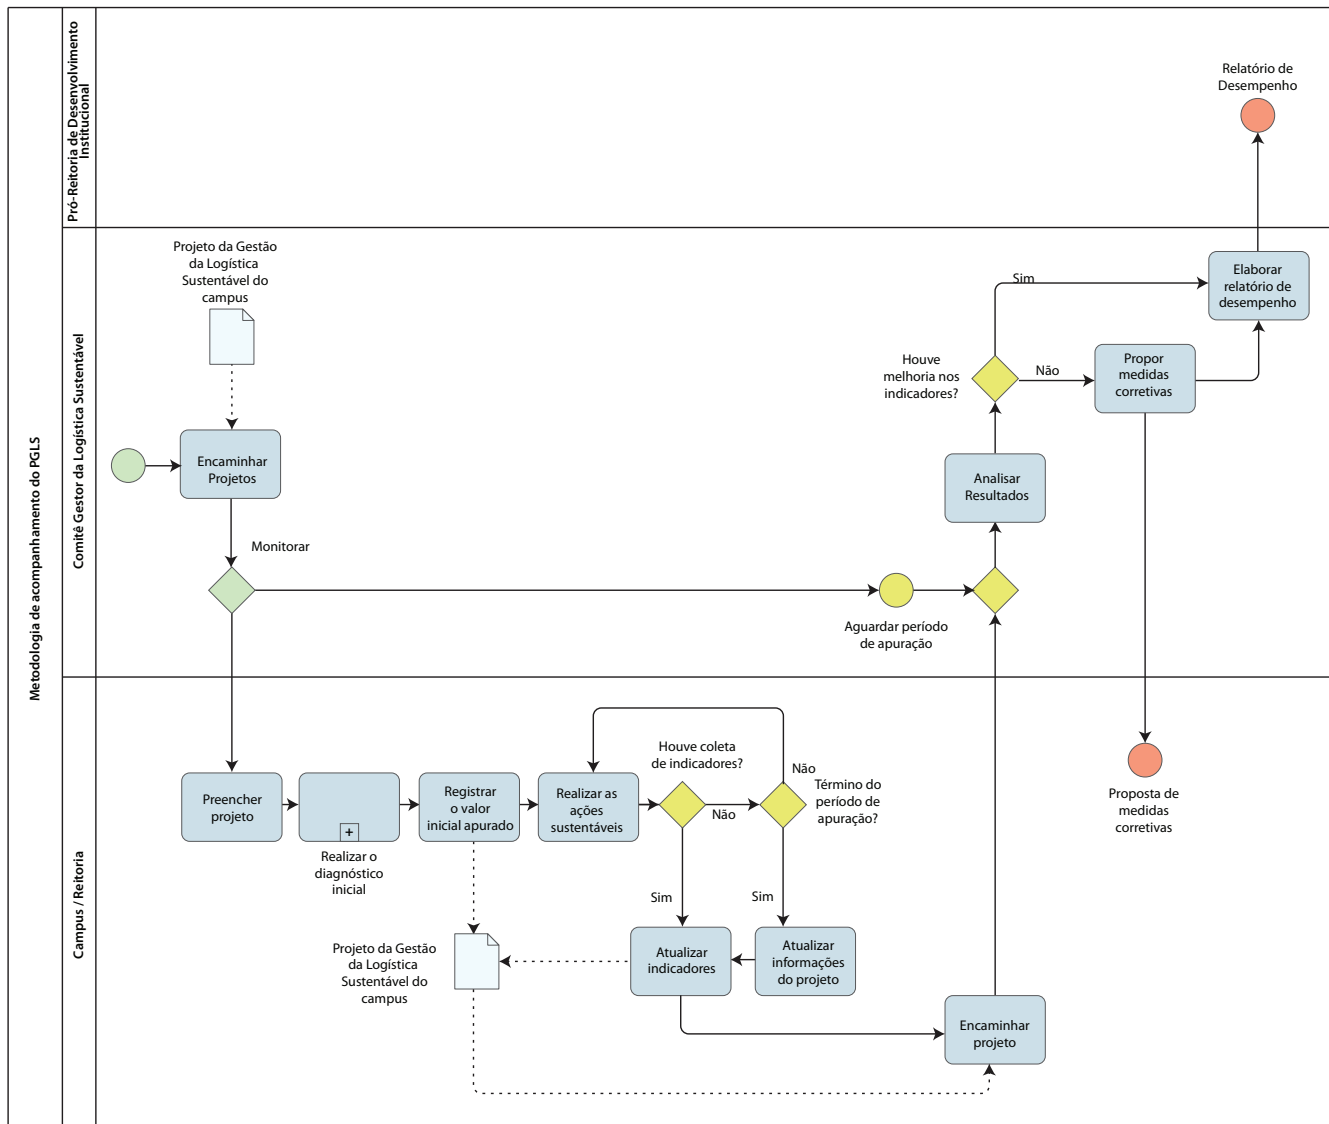 Metodologia de acompanhamento do PGLS
Pró-Reitoria de Desenvolvimento
Institucional
Relatório de
Desempenho
Comitê Gestor da Logística Sustentável
Projeto da Gestão
da Logística
Sustentável do
campus
Encaminhar
Projetos
Monitorar
Aguardar período
de apuração
Analisar
Resultados
Houve
melhoria nos
indicadores?
Sim
Não
Propor
medidas
corretivas
Elaborar
relatório de
desempenho
Campus / Reitoria
Preencher
projeto
+
Realizar o
diagnóstico
inicial
Registrar
o valor
inicial apurado
Realizar as
ações
sustentáveis
Houve coleta
de indicadores?
Não
Sim
Não
Término do
período de
apuração?
Sim
Atualizar
indicadores
Atualizar
informações
do projeto
Projeto da Gestão
da Logística
Sustentável do
campus
Encaminhar
projeto
Proposta de
medidas
corretivas